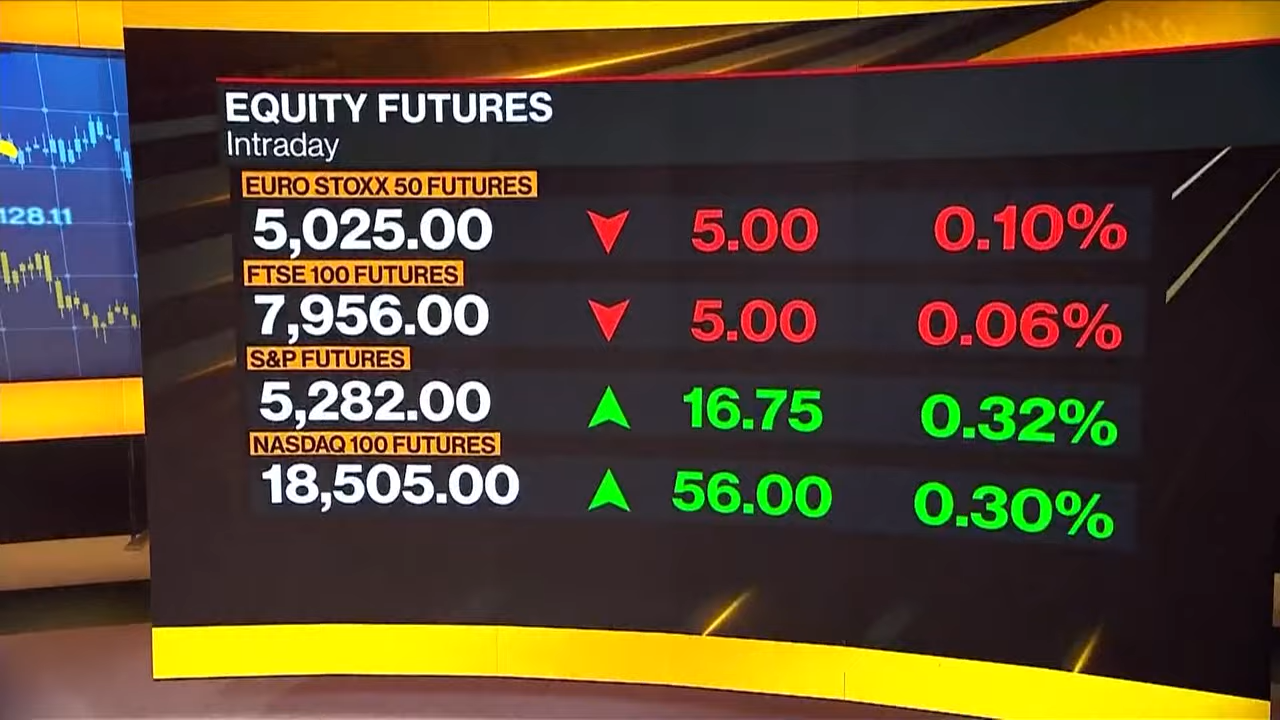 EQUITY FUTURES
Intraday
EURO STOXX 50 FUTURES
5,025.00 5.00 0.10%
FTSE 100 FUTURES
7,956.00 5.00 0.06%
S&P FUTURES
5,282.00 16.75 0.32%
NASDAQ 100 FUTURES
18,505.00 56.00 0.30%
128.11